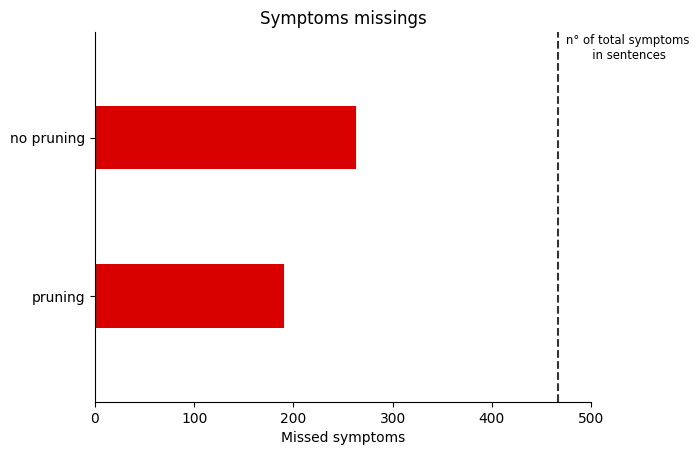 Symptoms missings
n° of total symptoms
in sentences
no pruning
pruning
0 100 200 300 400 500
Missed symptoms